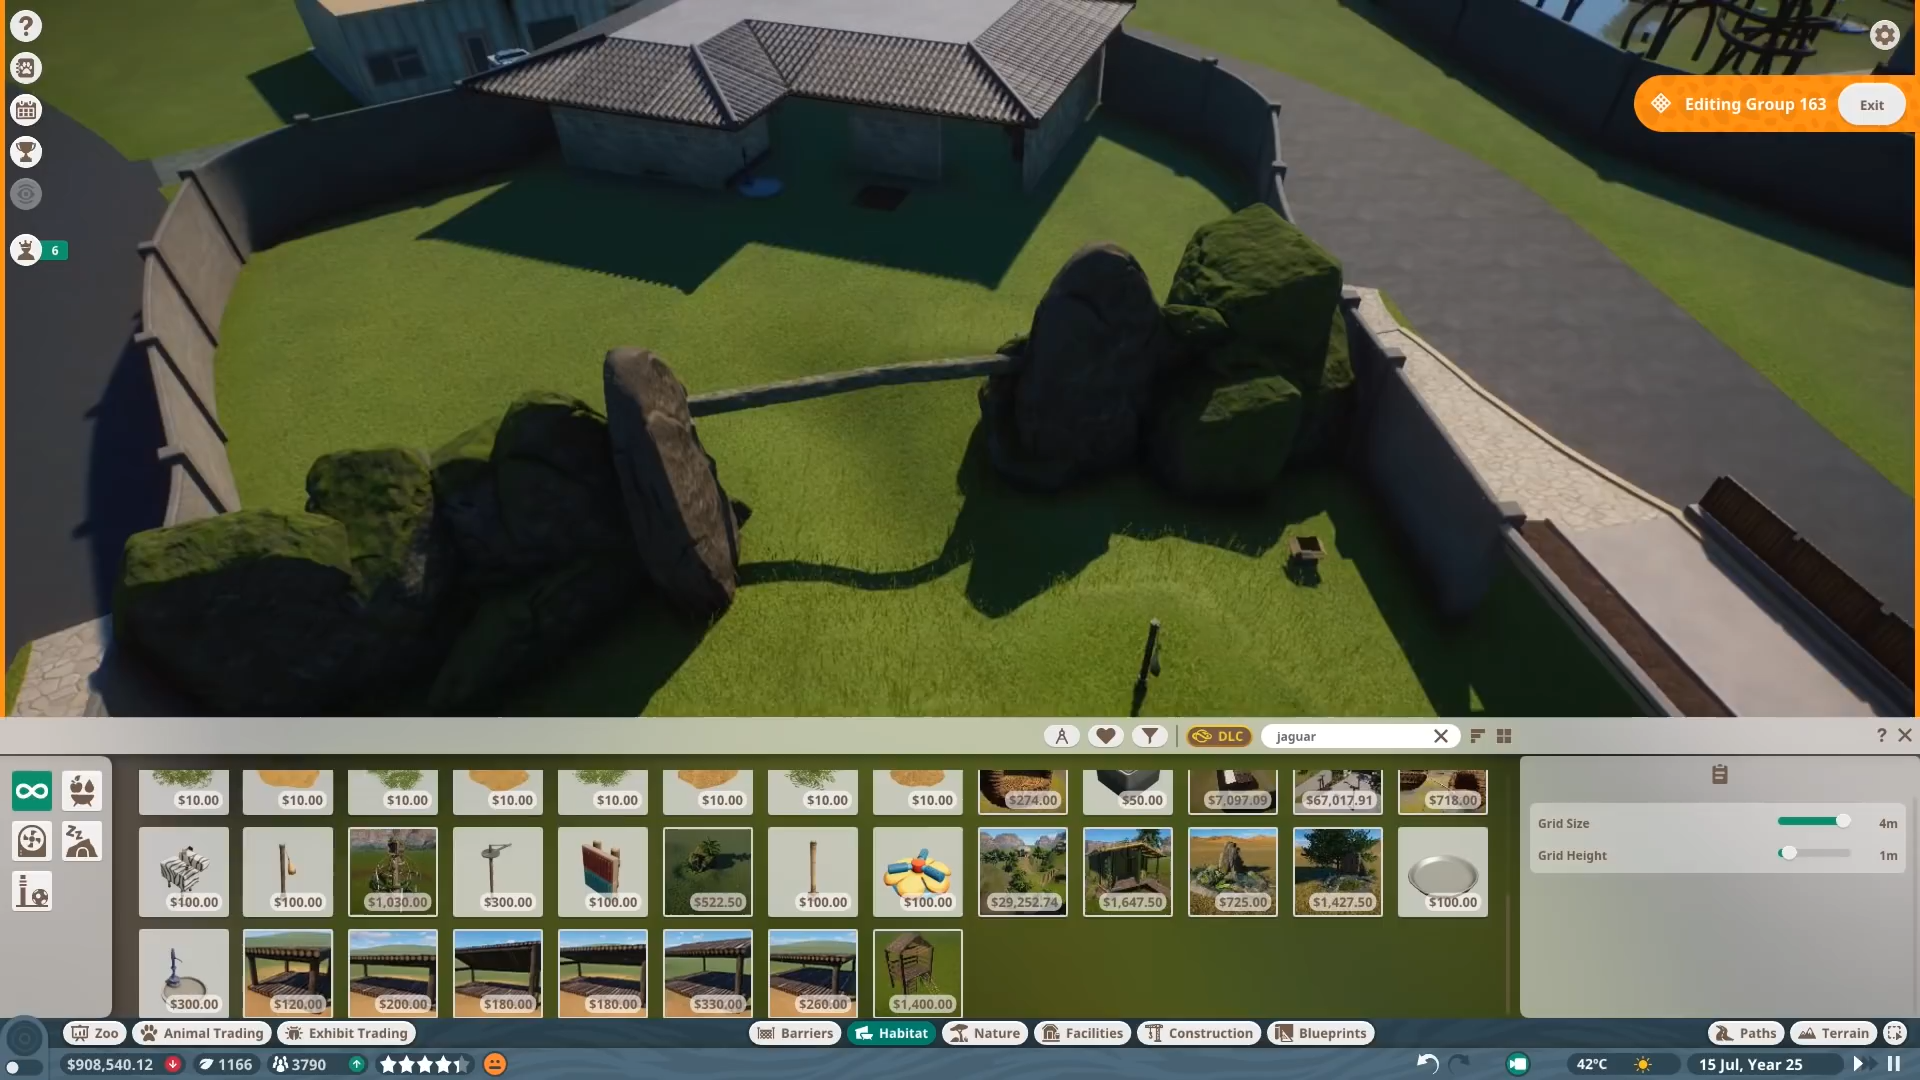 ?
Editing Group 163 Exit
6
DLC jaguar
?
$10.00 $10.00 $10.00 $10.00 $10.00 $10.00 $10.00 $10.00 $274.00 $50.00 $7,097.09 $67,017.91 $718.00
Grid Size 4m
Grid Height 1m
$100.00 $100.00 $1,030.00 $300.00 $100.00 $522.50 $100.00 $100.00 $29,252.74 $1,647.50 $725.00 $1,427.50 $100.00
$300.00 $120.00 $200.00 $180.00 $180.00 $330.00 $260.00 $1,400.00
Zoo Animal Trading Exhibit Trading Barriers Habitat Nature Facilities Construction Blueprints Paths Terrain
$908,540.12 1166 3790 42°C 15 Jul, Year 25